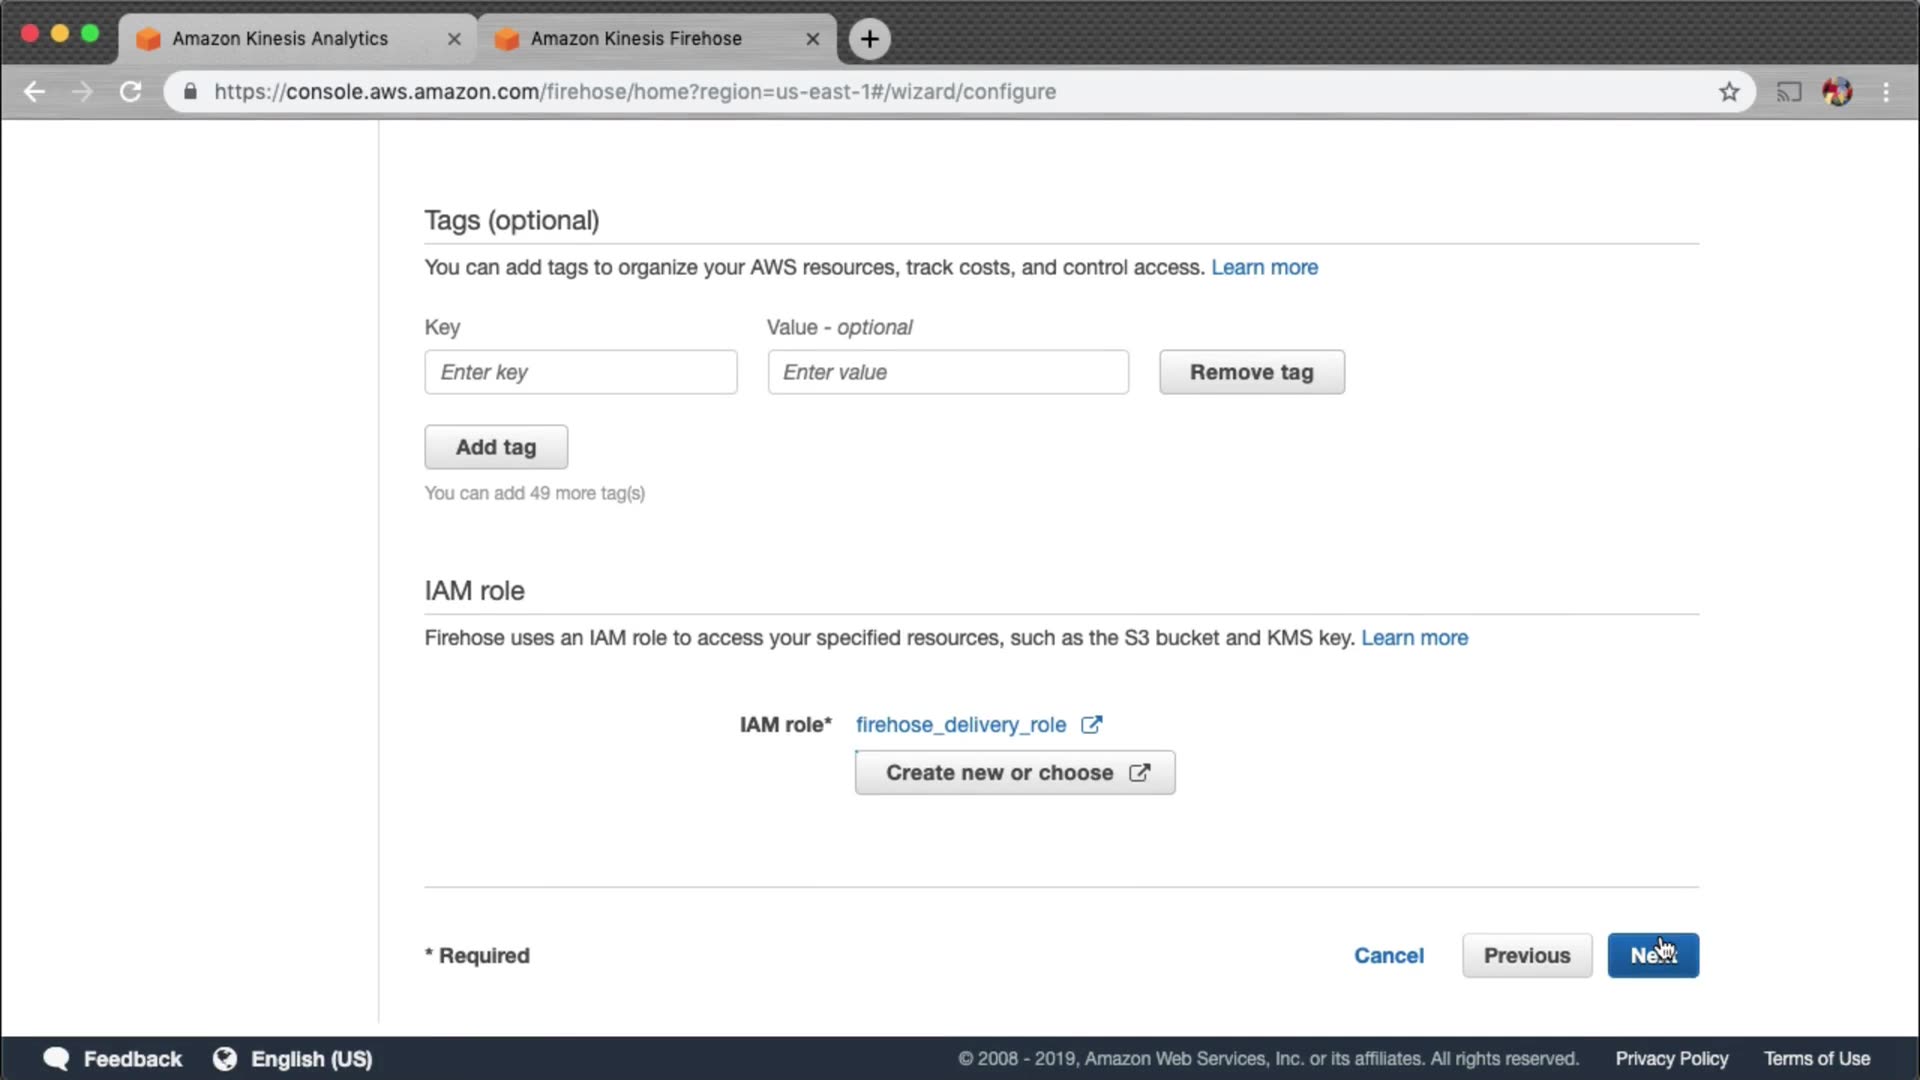 Amazon Kinesis Analytics
Amazon Kinesis Firehose
https://console.aws.amazon.com/firehose/home?region=us-east-1#/wizard/configure
Tags (optional)
You can add tags to organize your AWS resources, track costs, and control access. Learn more
Key
Value - optional
Enter key
Enter value
Remove tag
Add tag
You can add 49 more tag(s)
IAM role
Firehose uses an IAM role to access your specified resources, such as the S3 bucket and KMS key. Learn more
IAM role* firehose_delivery_role
Create new or choose
* Required
Cancel
Previous
Next
Feedback
English (US)
© 2008 - 2019, Amazon Web Services, Inc. or its affiliates. All rights reserved.
Privacy Policy
Terms of Use